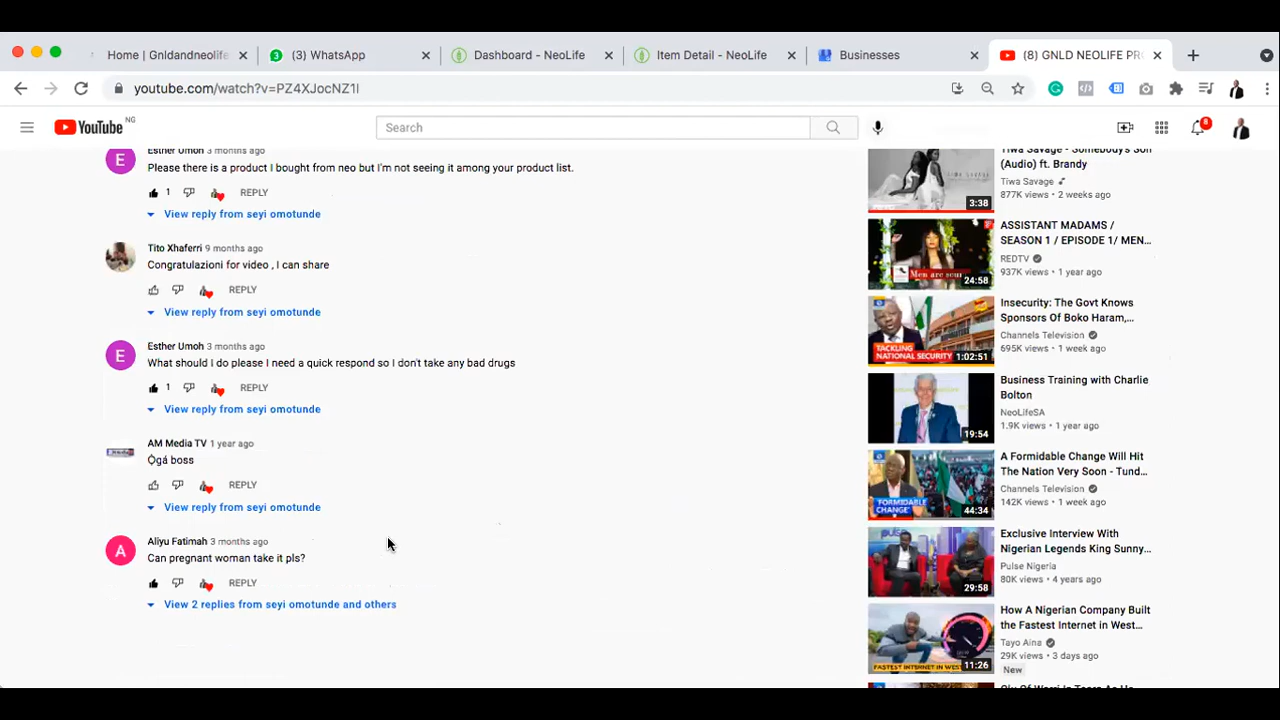 Home | Gnldandneolife
(3) WhatsApp
Dashboard - NeoLife
Item Detail - NeoLife
Businesses
(8) GNLD NEOLIFE PR
youtube.com/watch?v=PZ4XJocNZ1I
YouTube NG
Search
8
Esther Umoh 3 months ago
Please there is a product I bought from neo but I'm not seeing it among your product list.
1 REPLY
View reply from seyi omotunde
Tito Xhaferri 9 months ago
Congratulazioni for video , I can share
REPLY
View reply from seyi omotunde
Esther Umoh 3 months ago
What should I do please I need a quick respond so I don't take any bad drugs
1 REPLY
View reply from seyi omotunde
AM Media TV 1 year ago
Ọgá boss
REPLY
View reply from seyi omotunde
Aliyu Fatimah 3 months ago
Can pregnant woman take it pls?
REPLY
View 2 replies from seyi omotunde and others
Tiwa Savage - Somebody's Son
(Audio) ft. Brandy
Tiwa Savage
877K views • 2 weeks ago
3:38
ASSISTANT MADAMS /
SEASON 1 / EPISODE 1/ MEN...
REDTV
937K views • 1 year ago
Men are scum
24:58
Insecurity: The Govt Knows
Sponsors Of Boko Haram,...
Channels Television
695K views • 1 week ago
TACKLING
NATIONAL SECURITY
1:02:51
Business Training with Charlie
Bolton
NeoLifeSA
1.9K views • 1 year ago
19:54
A Formidable Change Will Hit
The Nation Very Soon - Tund...
Channels Television
142K views • 1 week ago
'FORMIDABLE
CHANGE'
44:34
Exclusive Interview With
Nigerian Legends King Sunny...
Pulse Nigeria
80K views • 4 years ago
29:58
How A Nigerian Company Built
the Fastest Internet in West...
Tayo Aina
29K views • 3 days ago
New
FASTEST INTERNET IN WES
11:26